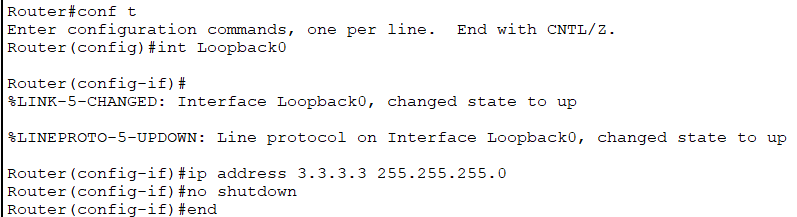 Router#conf t
Enter configuration commands, one per line.  End with CNTL/Z.
Router(config)#int Loopback0
Router(config-if)#
%LINK-5-CHANGED: Interface Loopback0, changed state to up
%LINEPROTO-5-UPDOWN: Line protocol on Interface Loopback0, changed state to up
Router(config-if)#ip address 3.3.3.3 255.255.255.0
Router(config-if)#no shutdown
Router(config-if)#end